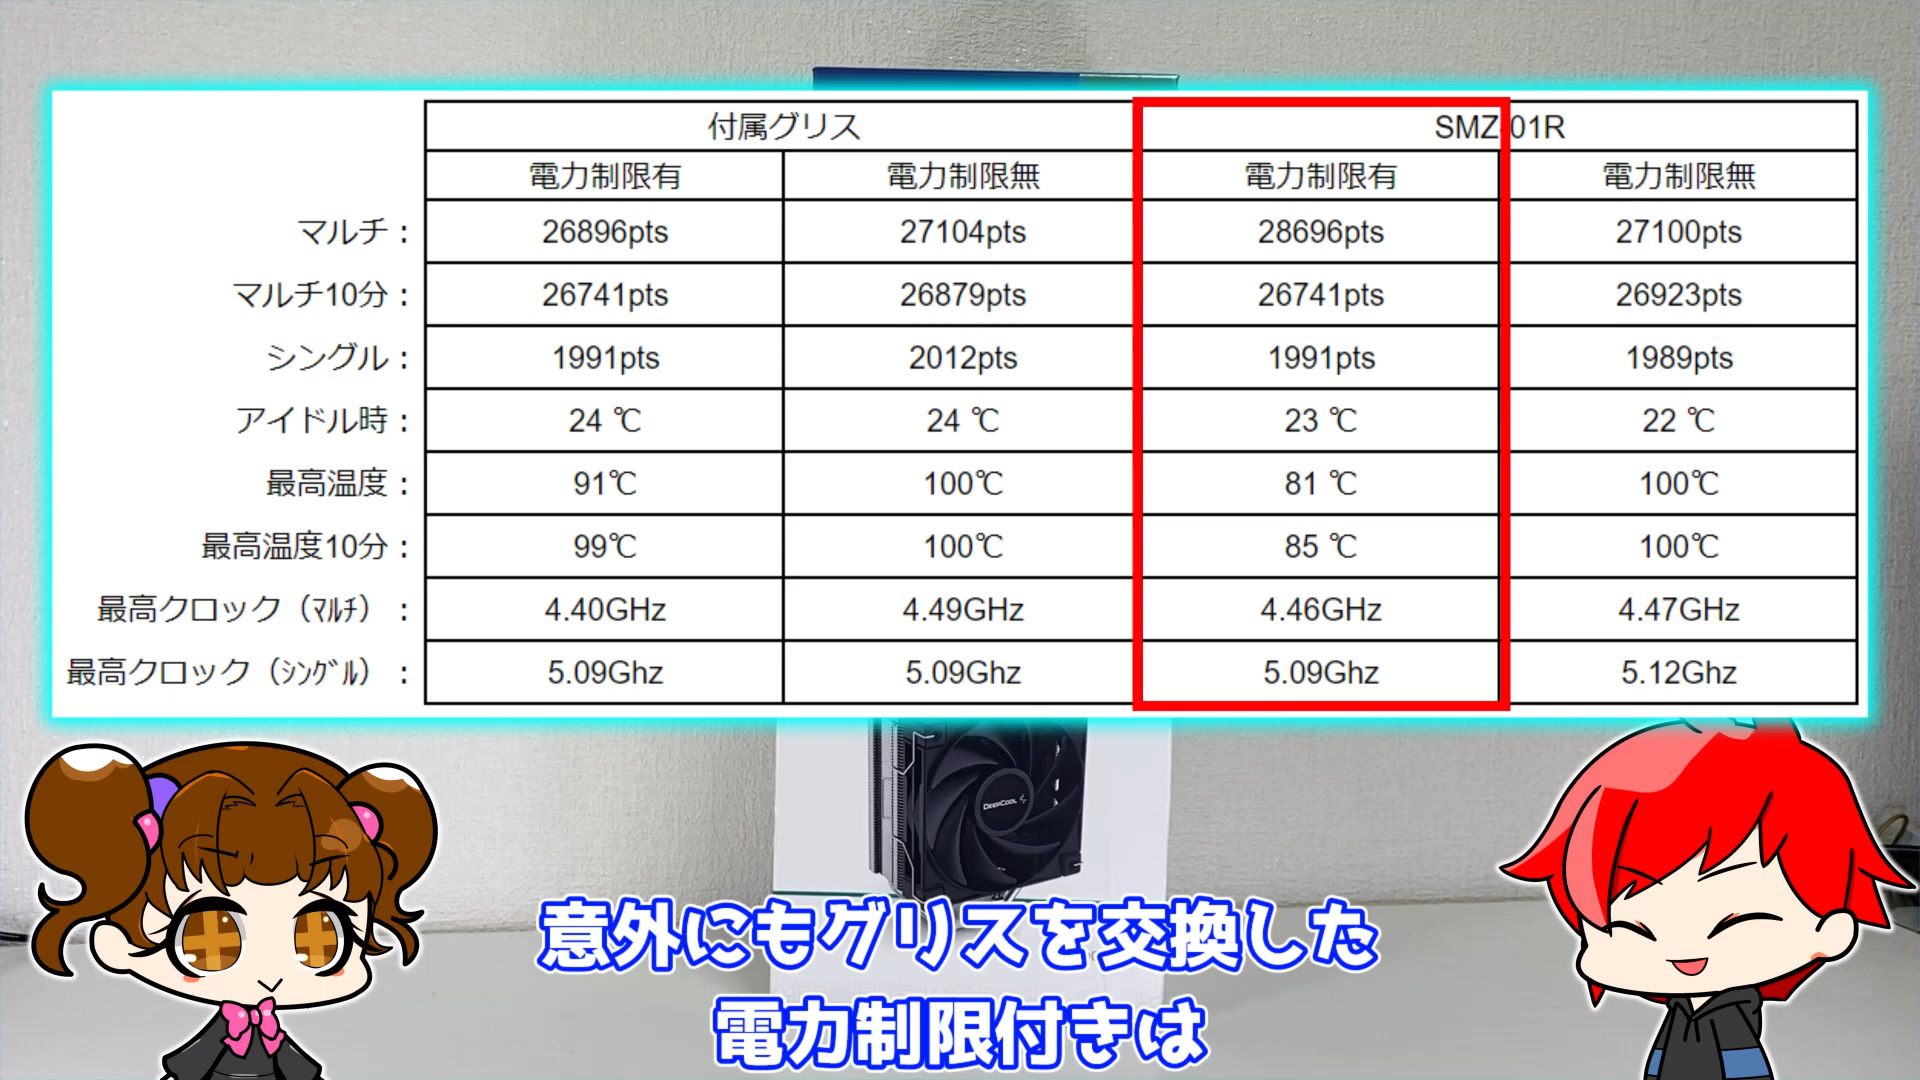 付属グリス SMZ-01R
電力制限有 電力制限無 電力制限有 電力制限無
マルチ： 26896pts 27104pts 28696pts 27100pts
マルチ10分： 26741pts 26879pts 26741pts 26923pts
シングル： 1991pts 2012pts 1991pts 1989pts
アイドル時： 24 ℃ 24 ℃ 23 ℃ 22 ℃
最高温度： 91℃ 100℃ 81 ℃ 100℃
最高温度10分： 99℃ 100℃ 85 ℃ 100℃
最高クロック（ﾏﾙﾁ）： 4.40GHz 4.49GHz 4.46GHz 4.47GHz
最高クロック（ｼﾝｸﾞﾙ）： 5.09Ghz 5.09Ghz 5.09Ghz 5.12Ghz
DEEPCOOL
意外にもグリスを交換した
電力制限付きは